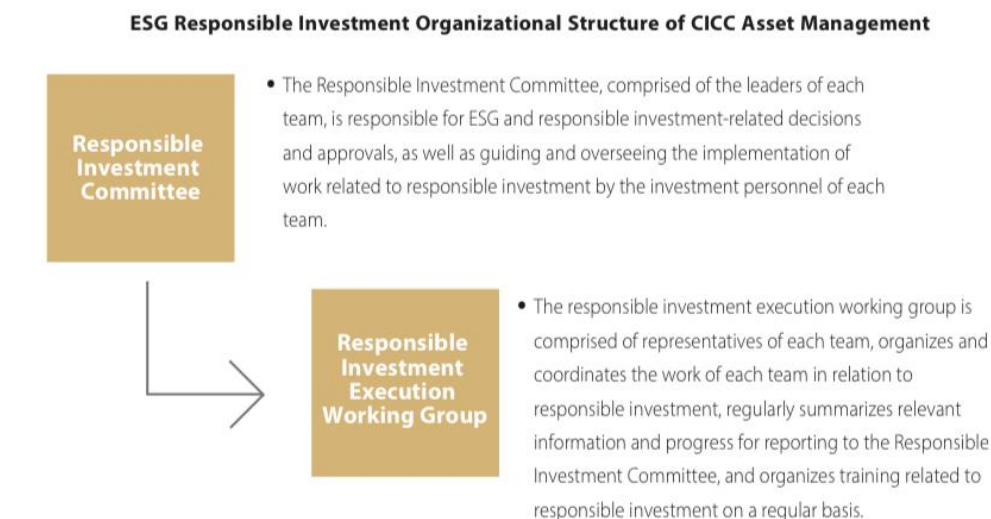 ESG Responsible Investment Organizational Structure of CICC Asset Management
Responsible
Investment
Committee
• The Responsible Investment Committee, comprised of the leaders of each
team, is responsible for ESG and responsible investment-related decisions
and approvals, as well as guiding and overseeing the implementation of
work related to responsible investment by the investment personnel of each
team.
Responsible
Investment
Execution
Working Group
• The responsible investment execution working group is
comprised of representatives of each team, organizes and
coordinates the work of each team in relation to
responsible investment, regularly summarizes relevant
information and progress for reporting to the Responsible
Investment Committee, and organizes training related to
responsible investment on a regular basis.